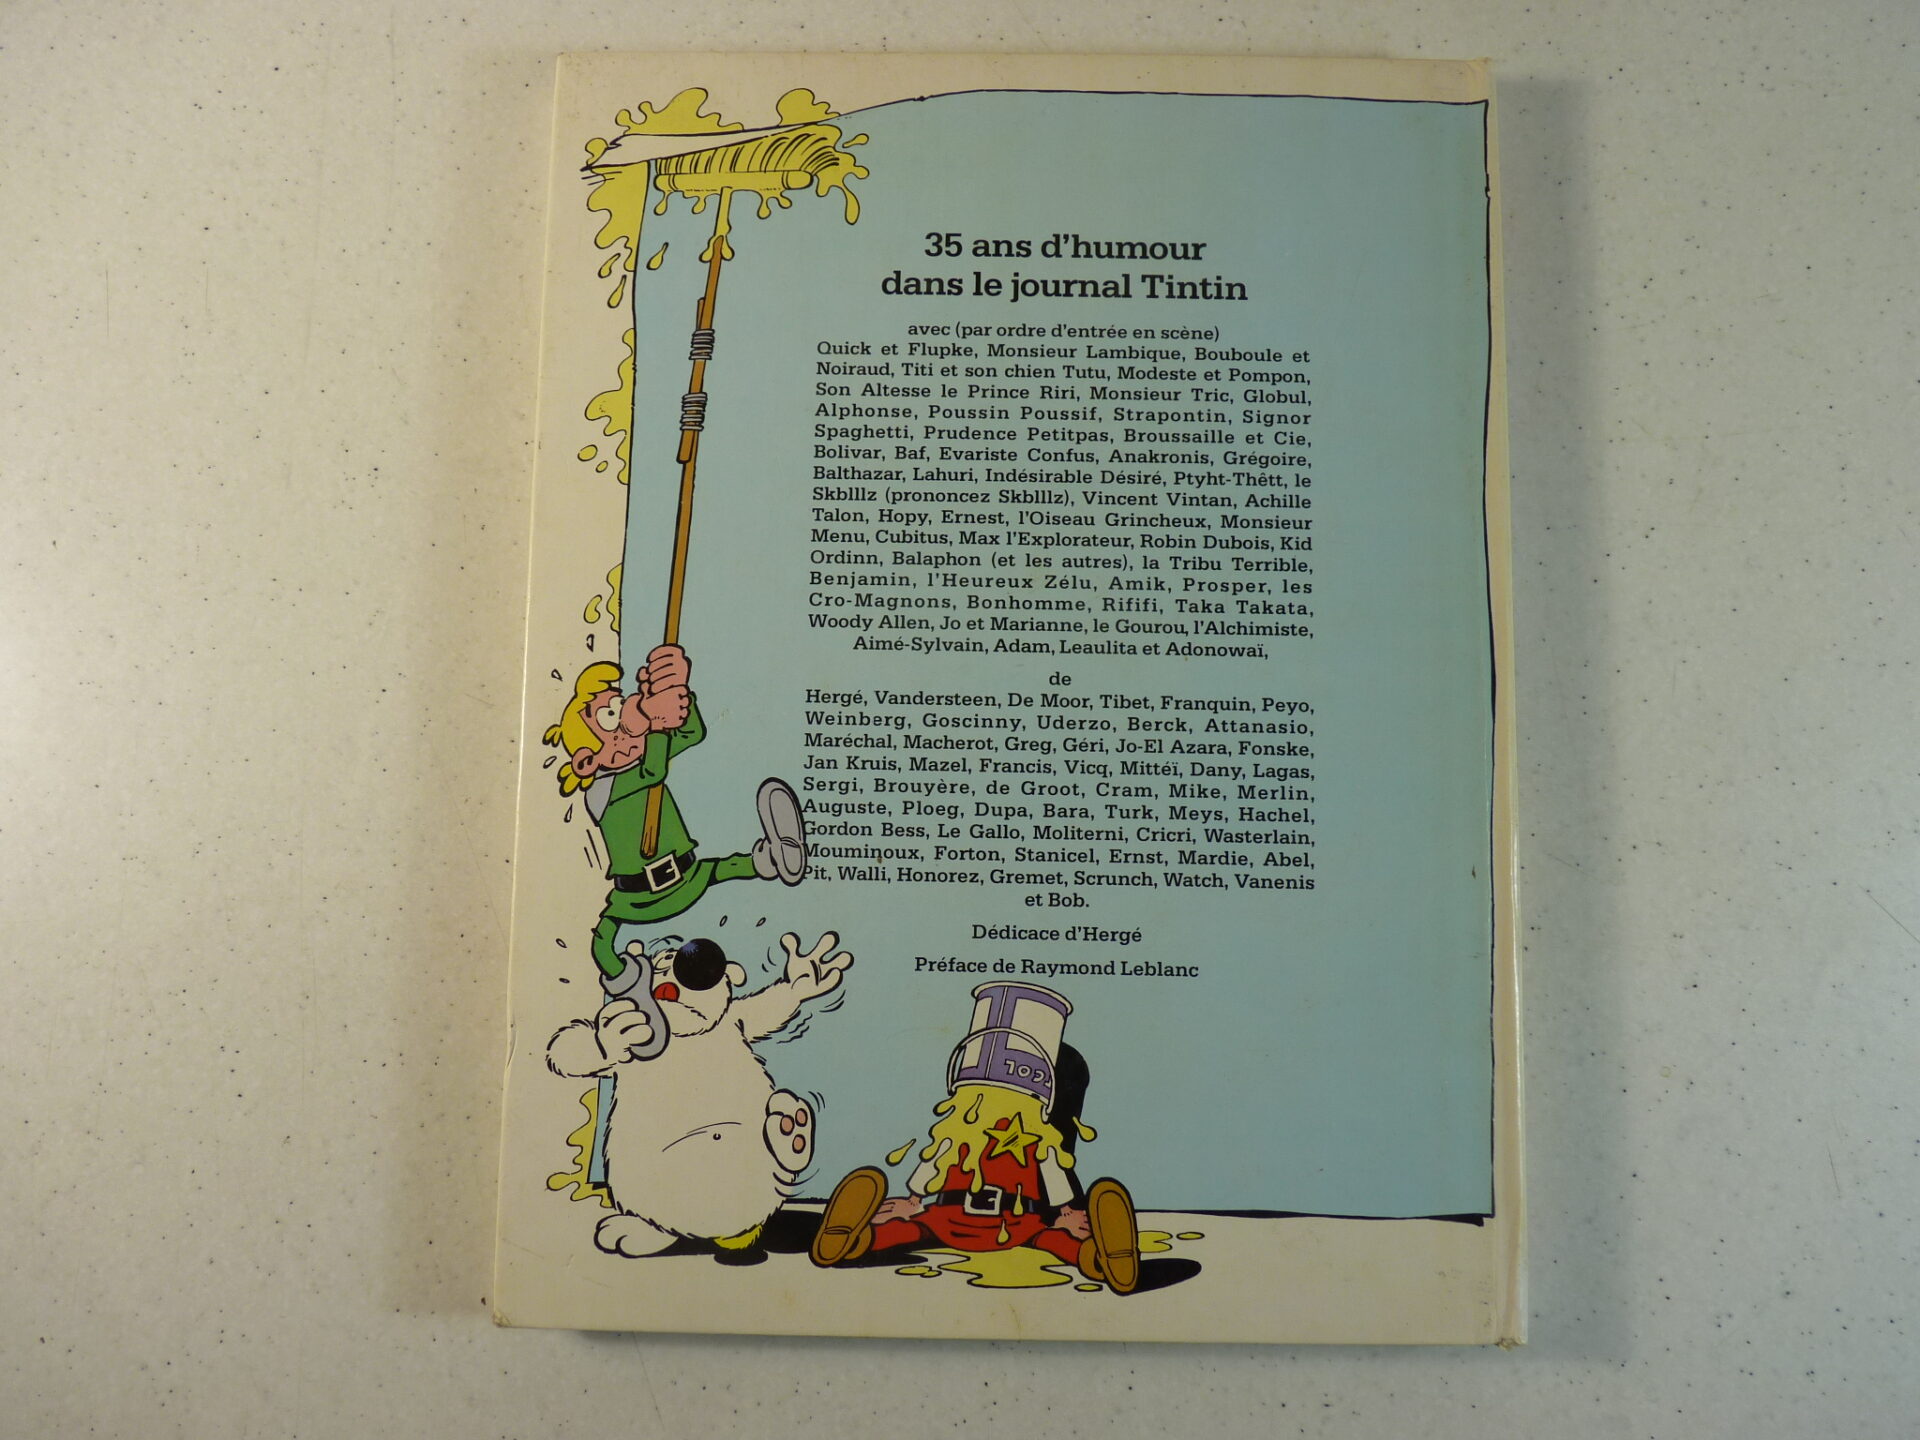 35 ans d'humour
dans le journal Tintin
avec (par ordre d'entrée en scène)
Quick et Flupke, Monsieur Lambique, Bouboule et
Noiraud, Titi et son chien Tutu, Modeste et Pompon,
Son Altesse le Prince Riri, Monsieur Tric, Globul,
Alphonse, Poussin Poussif, Strapontin, Signor
Spaghetti, Prudence Petitpas, Broussaille et Cie,
Bolivar, Baf, Evariste Confus, Anakronis, Grégoire,
Balthazar, Lahuri, Indésirable Désiré, Ptyht-Thêtt, le
Skblllz (prononcez Skblllz), Vincent Vintan, Achille
Talon, Hopy, Ernest, l'Oiseau Grincheux, Monsieur
Menu, Cubitus, Max l'Explorateur, Robin Dubois, Kid
Ordinn, Balaphon (et les autres), la Tribu Terrible,
Benjamin, l'Heureux Zélu, Amik, Prosper, les
Cro-Magnons, Bonhomme, Rififi, Taka Takata,
Woody Allen, Jo et Marianne, le Gourou, l'Alchimiste,
Aimé-Sylvain, Adam, Leaulita et Adonowaï,
de
Hergé, Vandersteen, De Moor, Tibet, Franquin, Peyo,
Weinberg, Goscinny, Uderzo, Berck, Attanasio,
Maréchal, Macherot, Greg, Géri, Jo-El Azara, Fonske,
Jan Kruis, Mazel, Francis, Vicq, Mittéï, Dany, Lagas,
Sergi, Brouyère, de Groot, Cram, Mike, Merlin,
Auguste, Ploeg, Dupa, Bara, Turk, Meys, Hachel,
Gordon Bess, Le Gallo, Moliterni, Cricri, Wasterlain,
Mouminoux, Forton, Stanicel, Ernst, Mardie, Abel,
Pit, Walli, Honorez, Gremet, Scrunch, Watch, Vanenis
et Bob.
Dédicace d'Hergé
Préface de Raymond Leblanc